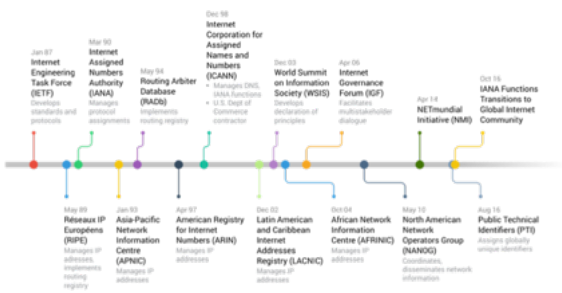 Jan 87
Internet
Engineering
Task Force
(IETF)
Develops
standards and
protocols
Mar 90
Internet
Assigned
Numbers
Authority
(IANA)
Manages
protocol
assignments
May 94
Routing Arbiter
Database
(RADb)
Implements
routing registry
Dec 98
Internet
Corporation for
Assigned
Names and
Numbers
(ICANN)
• Manages DNS,
IANA functions
• U.S. Dept of
Commerce
contractor
Dec 03
World Summit
on Information
Society (WSIS)
Develops
declaration of
principles
Apr 06
Internet
Governance
Forum (IGF)
Facilitates
multistakeholder
dialogue
Apr 14
NETmundial
Initiative (NMI)
Oct 16
IANA Functions
Transitions to
Global Internet
Community
May 89
Réseaux IP
Européens
(RIPE)
Manages IP
adresses,
implements
routing
registry
Jan 93
Asia-Pacific
Network
Information
Centre
(APNIC)
Manages IP
addresses
Apr 97
American Registry
for Internet
Numbers (ARIN)
Manages IP
addresses
Dec 02
Latin American
and Caribbean
Internet
Addresses
Registry (LACNIC)
Manages IP
addresses
Oct 04
African Network
Information
Centre (AFRINIC)
Manages IP
addresses
May 10
North American
Network
Operators Group
(NANOG)
Coordinates,
disseminates network
information
Aug 16
Public Technical
Identifiers (PTI)
Assigns globally
unique identifiers